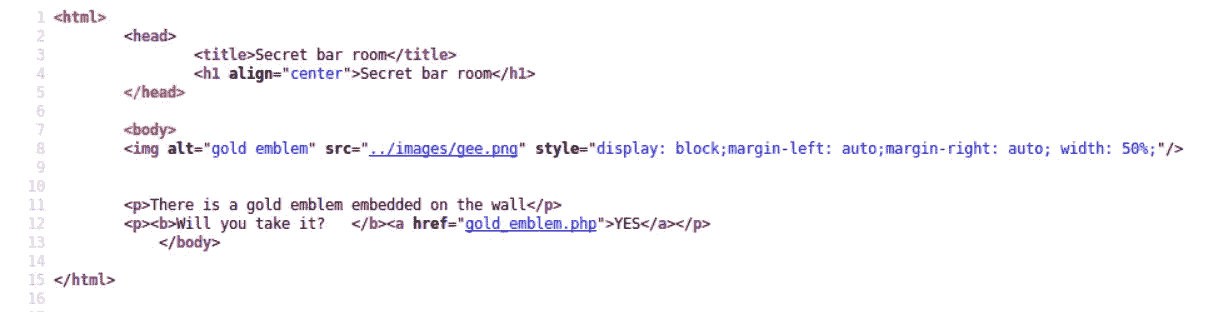 1 <html>
2 <head>
3 <title>Secret bar room</title>
4 <h1 align="center">Secret bar room</h1>
5 </head>
6
7 <body>
8 <img alt="gold emblem" src="../images/gee.png" style="display: block;margin-left: auto;margin-right: auto; width: 50%;"/>
9
10
11 <p>There is a gold emblem embedded on the wall</p>
12 <p><b>Will you take it?   </b><a href="gold_emblem.php">YES</a></p>
13 </body>
14
15 </html>
16